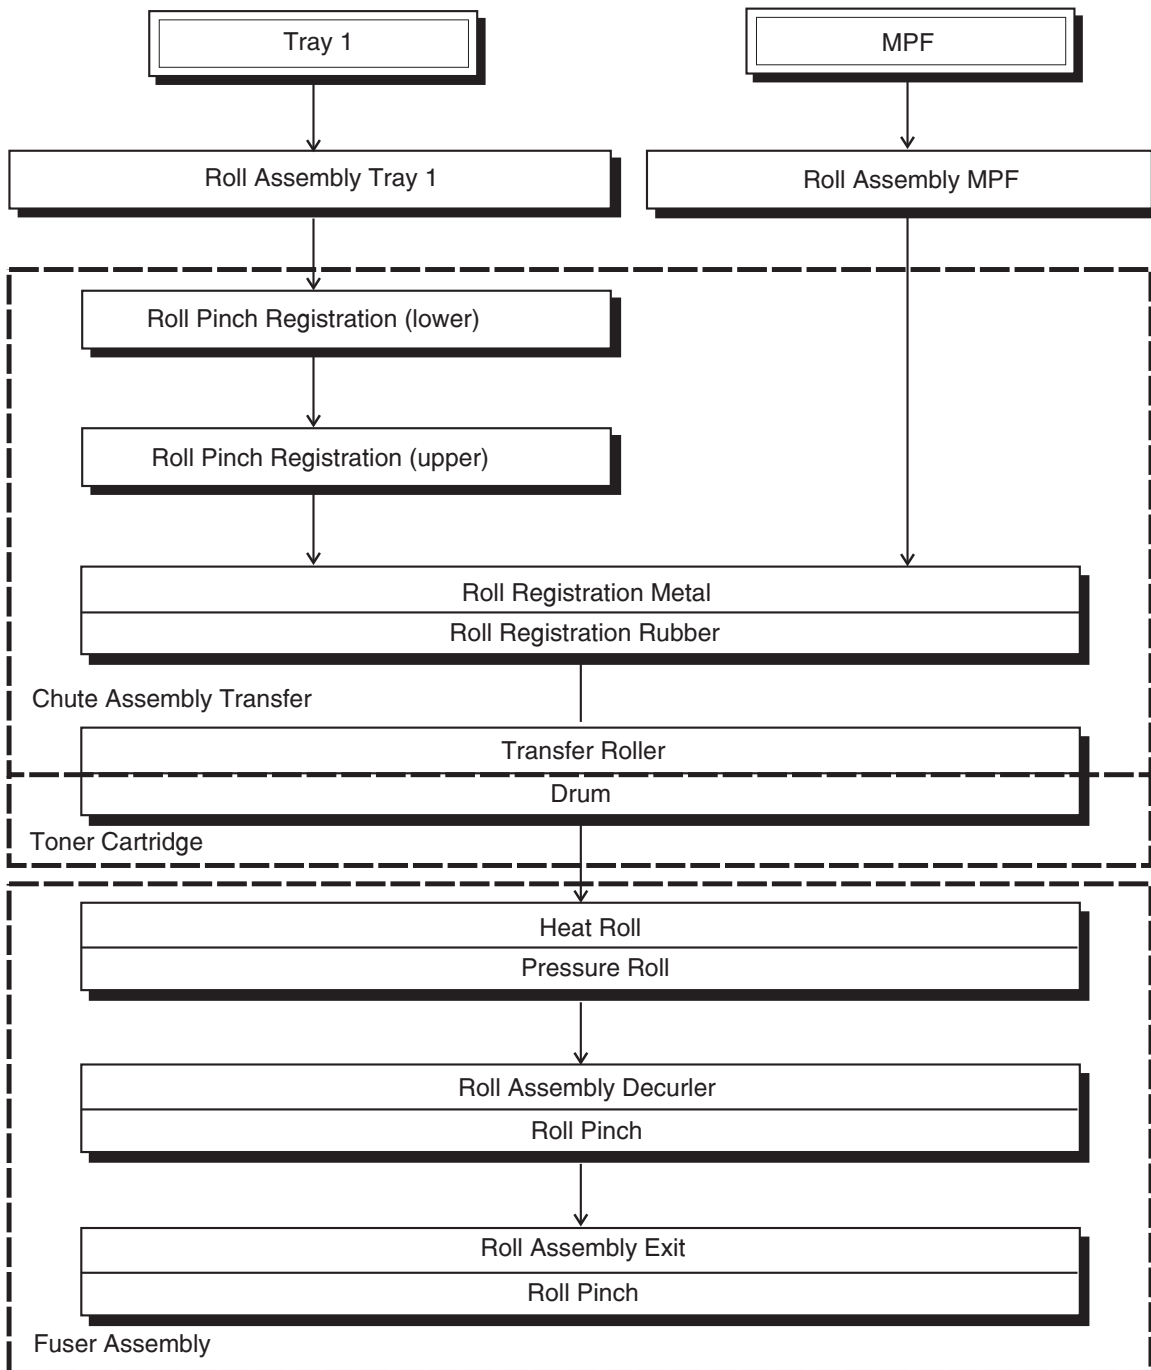 Tray 1
MPF
Roll Assembly Tray 1
Roll Assembly MPF
Roll Pinch Registration (lower)
Roll Pinch Registration (upper)
Roll Registration Metal
Roll Registration Rubber
Chute Assembly Transfer
Transfer Roller
Drum
Toner Cartridge
Heat Roll
Pressure Roll
Roll Assembly Decurler
Roll Pinch
Roll Assembly Exit
Roll Pinch
Fuser Assembly